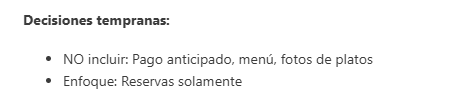 Decisiones tempranas:
• NO incluir: Pago anticipado, menú, fotos de platos
• Enfoque: Reservas solamente